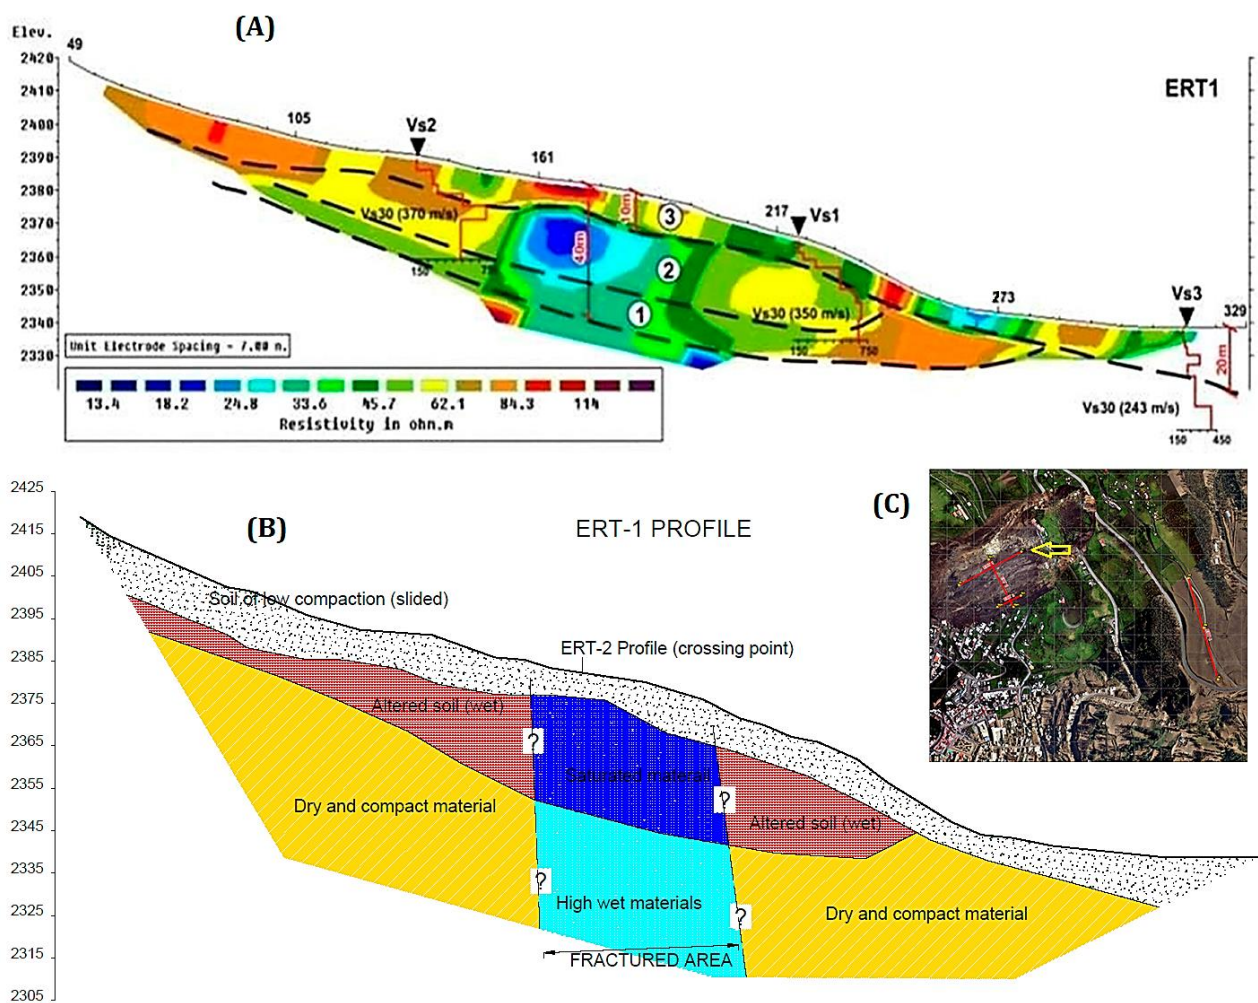 (A)
Elev.
49
2420
2410
2400
2390
2380
2370
2360
2350
2340
2330
ERT1
105
Vs2
161
217
Vs1
273
Vs3
329
10m
40m
20m
3
2
1
Vs30 (370 m/s)
150
75
Vs30 (350 m/s)
150
750
Vs30 (243 m/s)
150
450
Unit Electrode Spacing - 7.00 m.
13.4
18.2
24.8
33.6
45.7
62.1
84.3
114
Resistivity in ohm.m
(B)
ERT-1 PROFILE
(C)
2425
2415
2405
2395
2385
2375
2365
2355
2345
2335
2325
2315
2305
Soil of low compaction (slided)
ERT-2 Profile (crossing point)
Altered soil (wet)
?
Saturated material
?
Dry and compact material
Altered soil (wet)
?
High wet materials
?
Dry and compact material
FRACTURED AREA